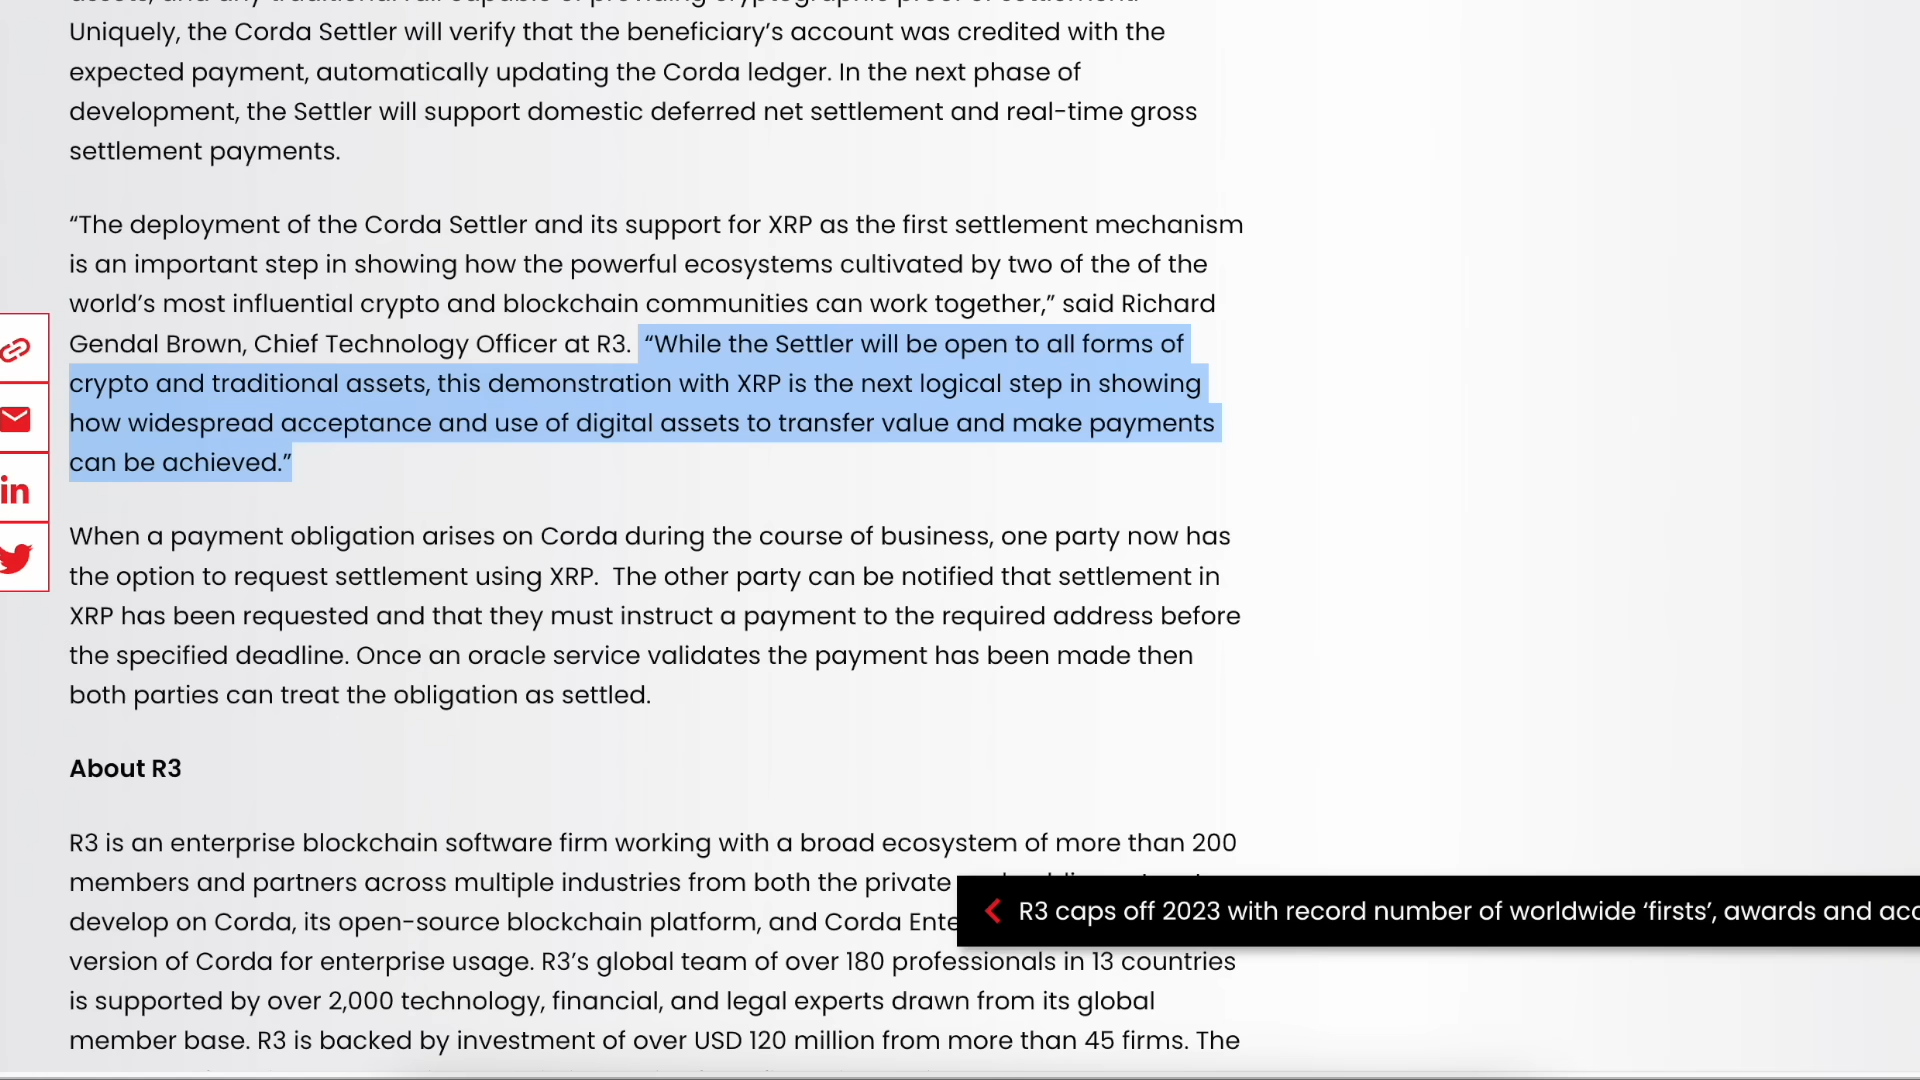 Uniquely, the Corda Settler will verify that the beneficiary’s account was credited with the
expected payment, automatically updating the Corda ledger. In the next phase of
development, the Settler will support domestic deferred net settlement and real-time gross
settlement payments.
“The deployment of the Corda Settler and its support for XRP as the first settlement mechanism
is an important step in showing how the powerful ecosystems cultivated by two of the of the
world’s most influential crypto and blockchain communities can work together,” said Richard
Gendal Brown, Chief Technology Officer at R3.  “While the Settler will be open to all forms of
crypto and traditional assets, this demonstration with XRP is the next logical step in showing
how widespread acceptance and use of digital assets to transfer value and make payments
can be achieved.”
in
When a payment obligation arises on Corda during the course of business, one party now has
the option to request settlement using XRP.  The other party can be notified that settlement in
XRP has been requested and that they must instruct a payment to the required address before
the specified deadline. Once an oracle service validates the payment has been made then
both parties can treat the obligation as settled.
About R3
R3 is an enterprise blockchain software firm working with a broad ecosystem of more than 200
members and partners across multiple industries from both the private
develop on Corda, its open-source blockchain platform, and Corda Ente
R3 caps off 2023 with record number of worldwide ‘firsts’, awards and acc
version of Corda for enterprise usage. R3’s global team of over 180 professionals in 13 countries
is supported by over 2,000 technology, financial, and legal experts drawn from its global
member base. R3 is backed by investment of over USD 120 million from more than 45 firms. The